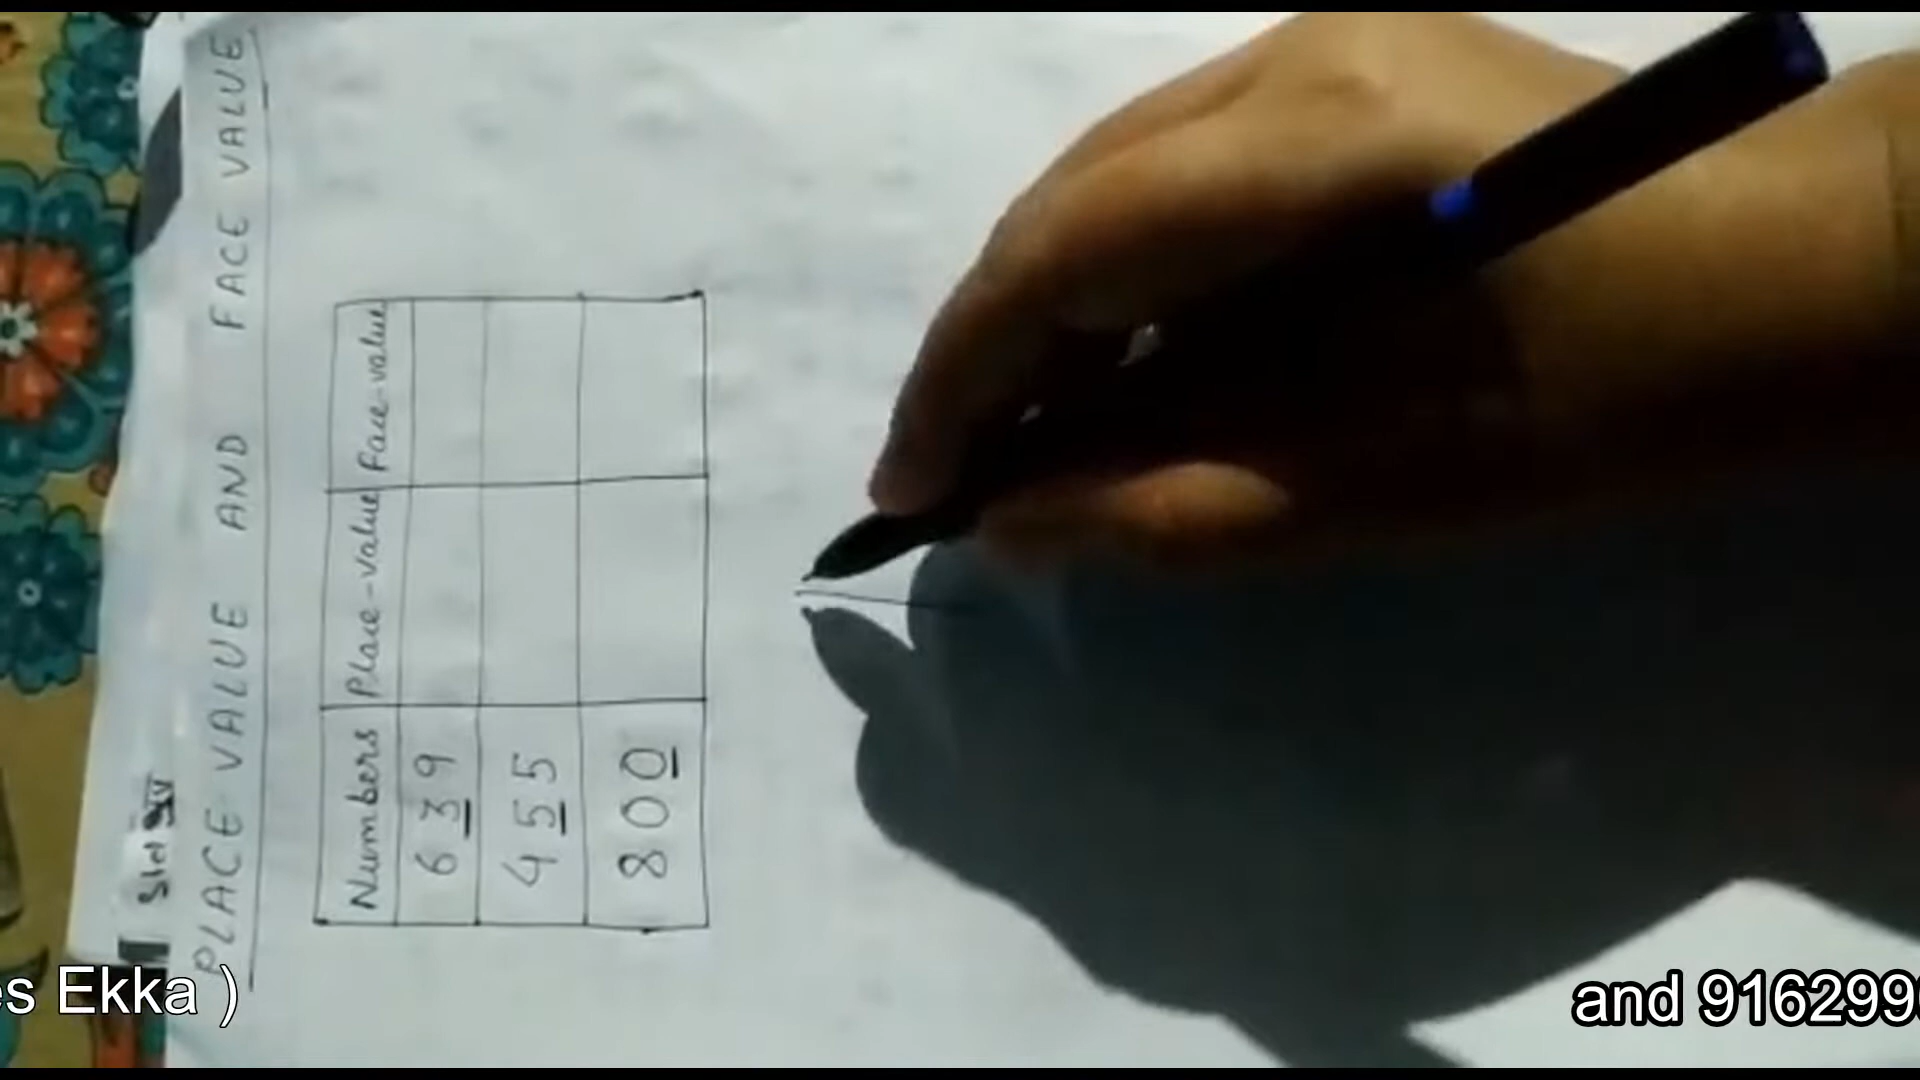 PLACE VALUE AND FACE VALUE
Numbers Place-value Face-value
639
455
800
es Ekka )
and 916299